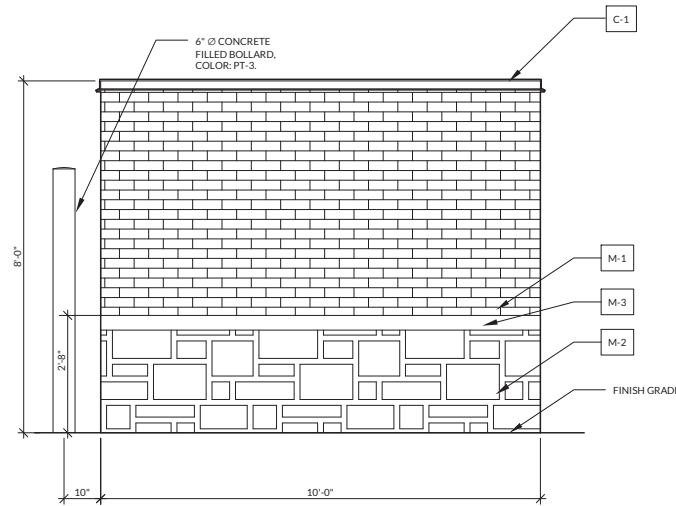 C-1
6" Ø CONCRETE
FILLED BOLLARD,
COLOR: PT-3.
8'-0"
M-1
M-3
2'-8"
M-2
FINISH GRADE
10"
10'-0"